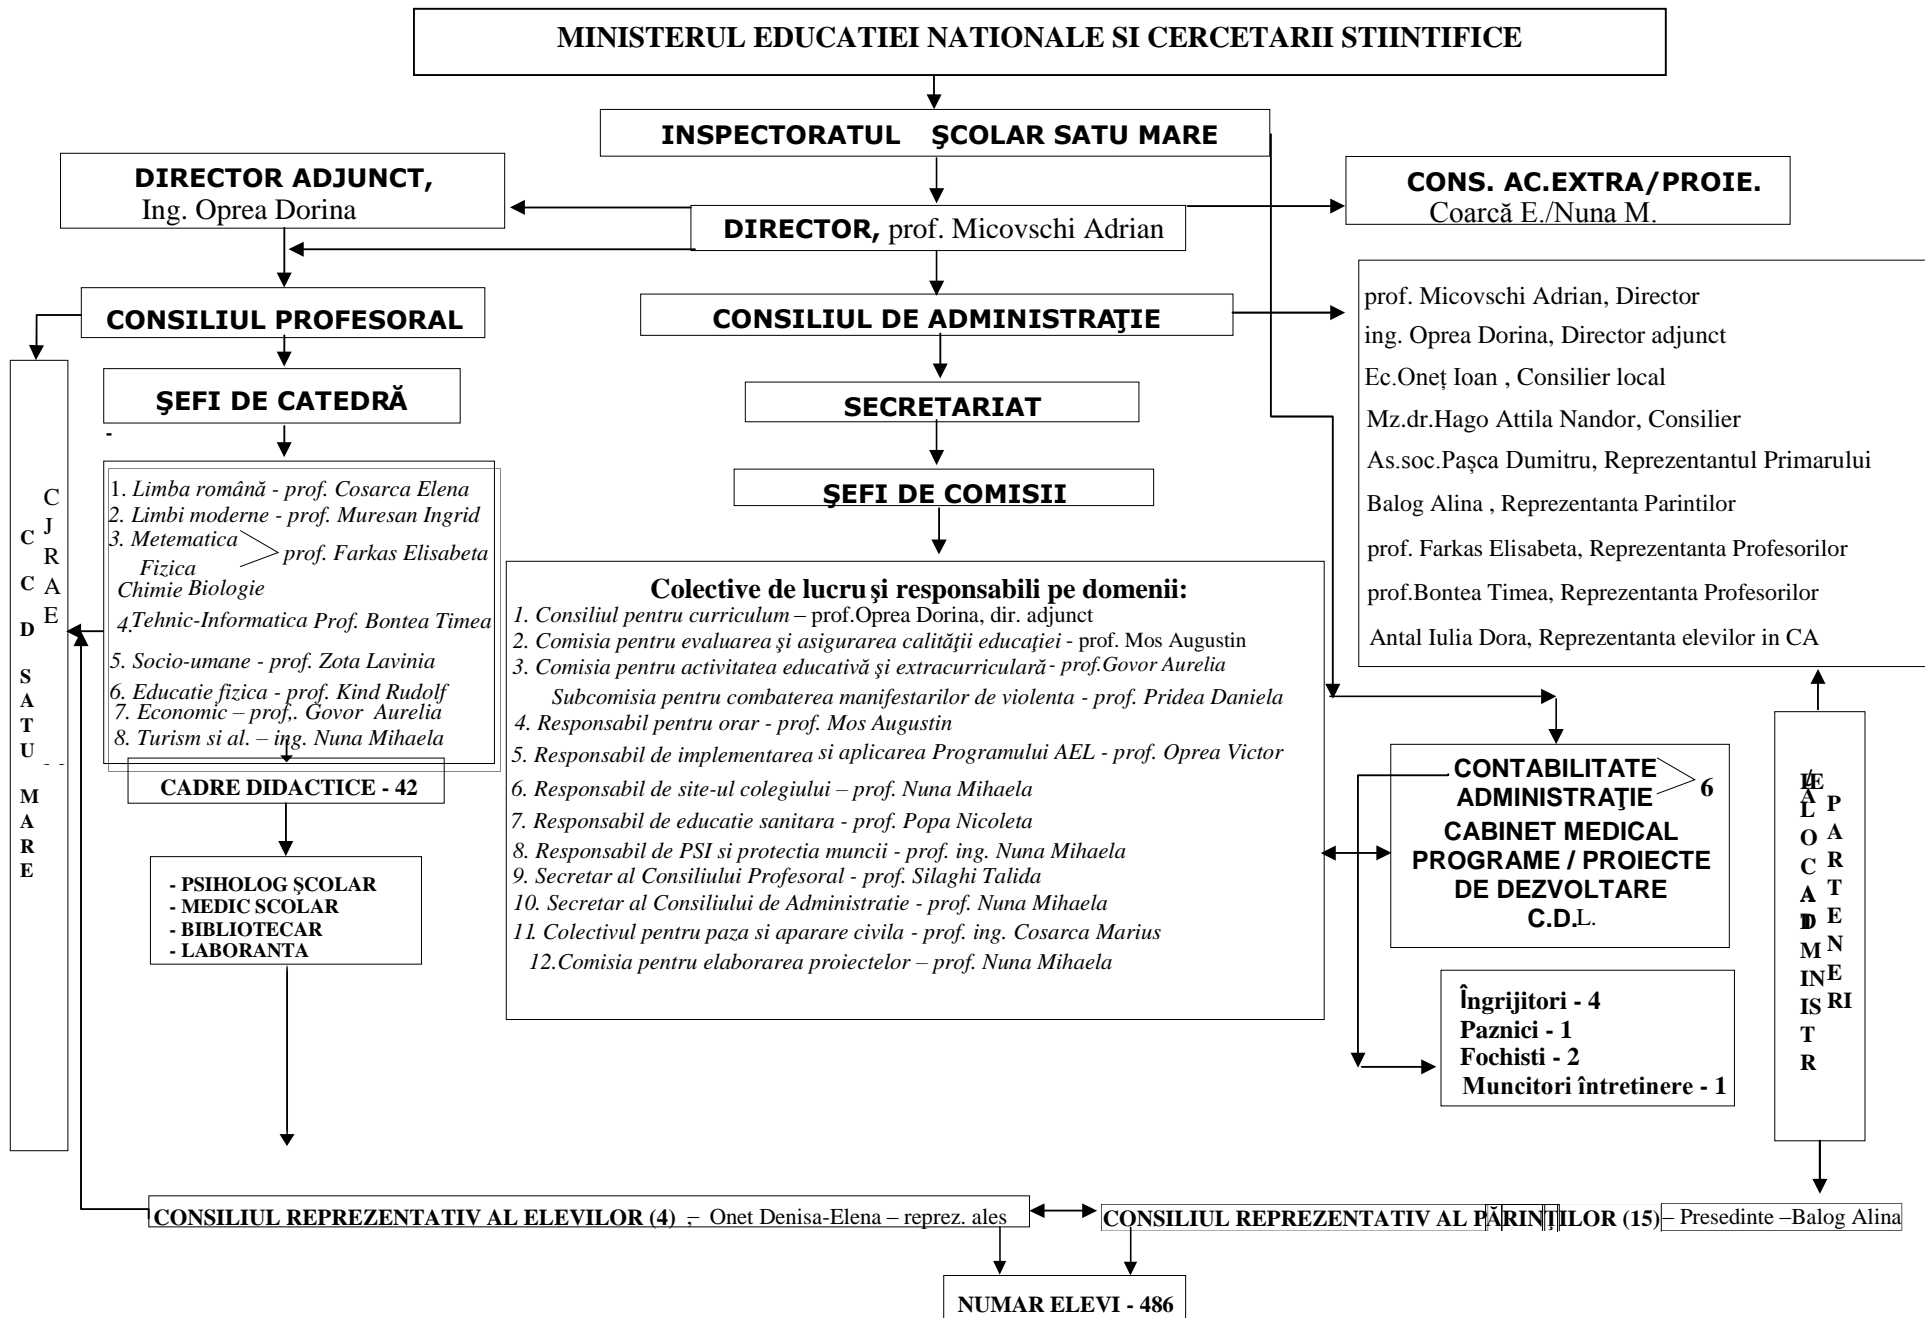 MINISTERUL EDUCATIEI NATIONALE SI CERCETARII STIINTIFICE
INSPECTORATUL ŞCOLAR SATU MARE
DIRECTOR ADJUNCT,
Ing. Oprea Dorina
CONS. AC.EXTRA/PROIE.
Coarcă E./Nuna M.
DIRECTOR, prof. Micovschi Adrian
CONSILIUL PROFESORAL
CONSILIUL DE ADMINISTRAŢIE
prof. Micovschi Adrian, Director
ing. Oprea Dorina, Director adjunct
Ec.Oneț Ioan , Consilier local
Mz.dr.Hago Attila Nandor, Consilier
As.soc.Pașca Dumitru, Reprezentantul Primarului
Balog Alina , Reprezentanta Parintilor
prof. Farkas Elisabeta, Reprezentanta Profesorilor
prof.Bontea Timea, Reprezentanta Profesorilor
Antal Iulia Dora, Reprezentanta elevilor in CA
ŞEFI DE CATEDRĂ
-
SECRETARIAT
ŞEFI DE COMISII
C C D SATU MARE
CJRAE
1. Limba română - prof. Cosarca Elena
2. Limbi moderne - prof. Muresan Ingrid
3. Metematica
prof. Farkas Elisabeta
Fizica
Chimie Biologie
4.Tehnic-Informatica Prof. Bontea Timea
5. Socio-umane - prof. Zota Lavinia
6. Educatie fizica - prof. Kind Rudolf
7. Economic – prof,. Govor Aurelia
8. Turism si al. – ing. Nuna Mihaela
CADRE DIDACTICE - 42
- PSIHOLOG ŞCOLAR
- MEDIC SCOLAR
- BIBLIOTECAR
- LABORANTA
Colective de lucru şi responsabili pe domenii:
1. Consiliul pentru curriculum – prof.Oprea Dorina, dir. adjunct
2. Comisia pentru evaluarea şi asigurarea calităţii educaţiei - prof. Mos Augustin
3. Comisia pentru activitatea educativă şi extracurriculară - prof.Govor Aurelia
Subcomisia pentru combaterea manifestarilor de violenta - prof. Pridea Daniela
4. Responsabil pentru orar - prof. Mos Augustin
5. Responsabil de implementarea si aplicarea Programului AEL - prof. Oprea Victor
6. Responsabil de site-ul colegiului – prof. Nuna Mihaela
7. Responsabil de educatie sanitara - prof. Popa Nicoleta
8. Responsabil de PSI si protectia muncii - prof. ing. Nuna Mihaela
9. Secretar al Consiliului Profesoral - prof. Silaghi Talida
10. Secretar al Consiliului de Administratie - prof. Nuna Mihaela
11. Colectivul pentru paza si aparare civila - prof. ing. Cosarca Marius
12.Comisia pentru elaborarea proiectelor – prof. Nuna Mihaela
CONTABILITATE
ADMINISTRAŢIE
6
CABINET MEDICAL
PROGRAME / PROIECTE
DE DEZVOLTARE
C.D.L.
Îngrijitori - 4
Paznici - 1
Fochisti - 2
Muncitori întretinere - 1
PARTENERI
CONSILIUL REPREZENTATIV AL ELEVILOR (4) ,– Onet Denisa-Elena – reprez. ales
CONSILIUL REPREZENTATIV AL PĂRINŢILOR (15) – Presedinte –Balog Alina
NUMAR ELEVI - 486